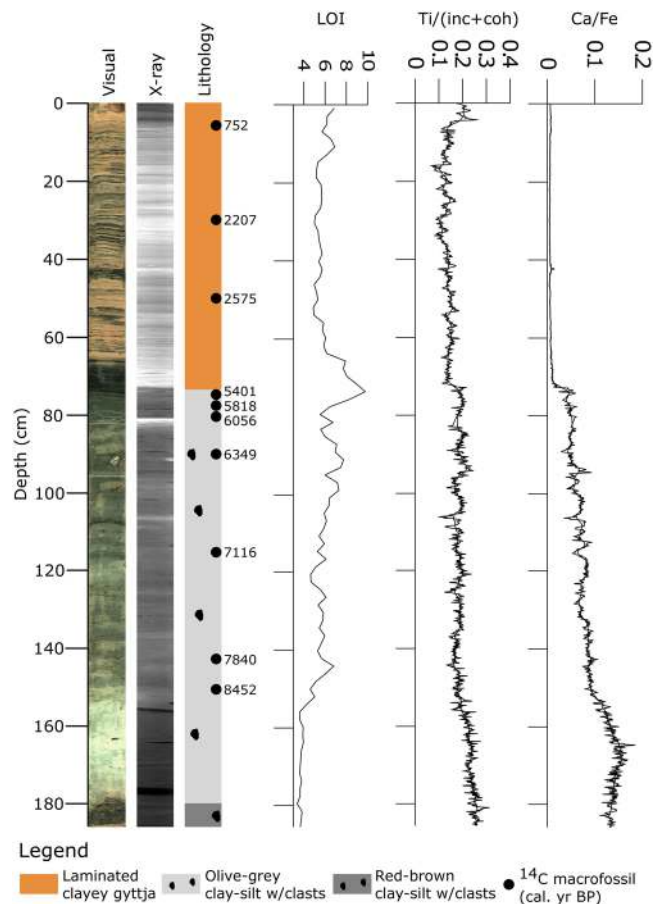 LOI Ti/(inc+coh) Ca/Fe
Visual X-ray Lithology
4 6 8 10
0 0.1 0.2 0.3 0.4
0 0.1 0.2
Depth (cm)
0
20
40
60
80
100
120
140
160
180
752
2207
2575
5401
5818
6056
6349
7116
7840
8452
Legend
Laminated
clayey gyttja
Olive-grey
clay-silt w/clasts
Red-brown
clay-silt w/clasts
14C macrofossil
(cal. yr BP)